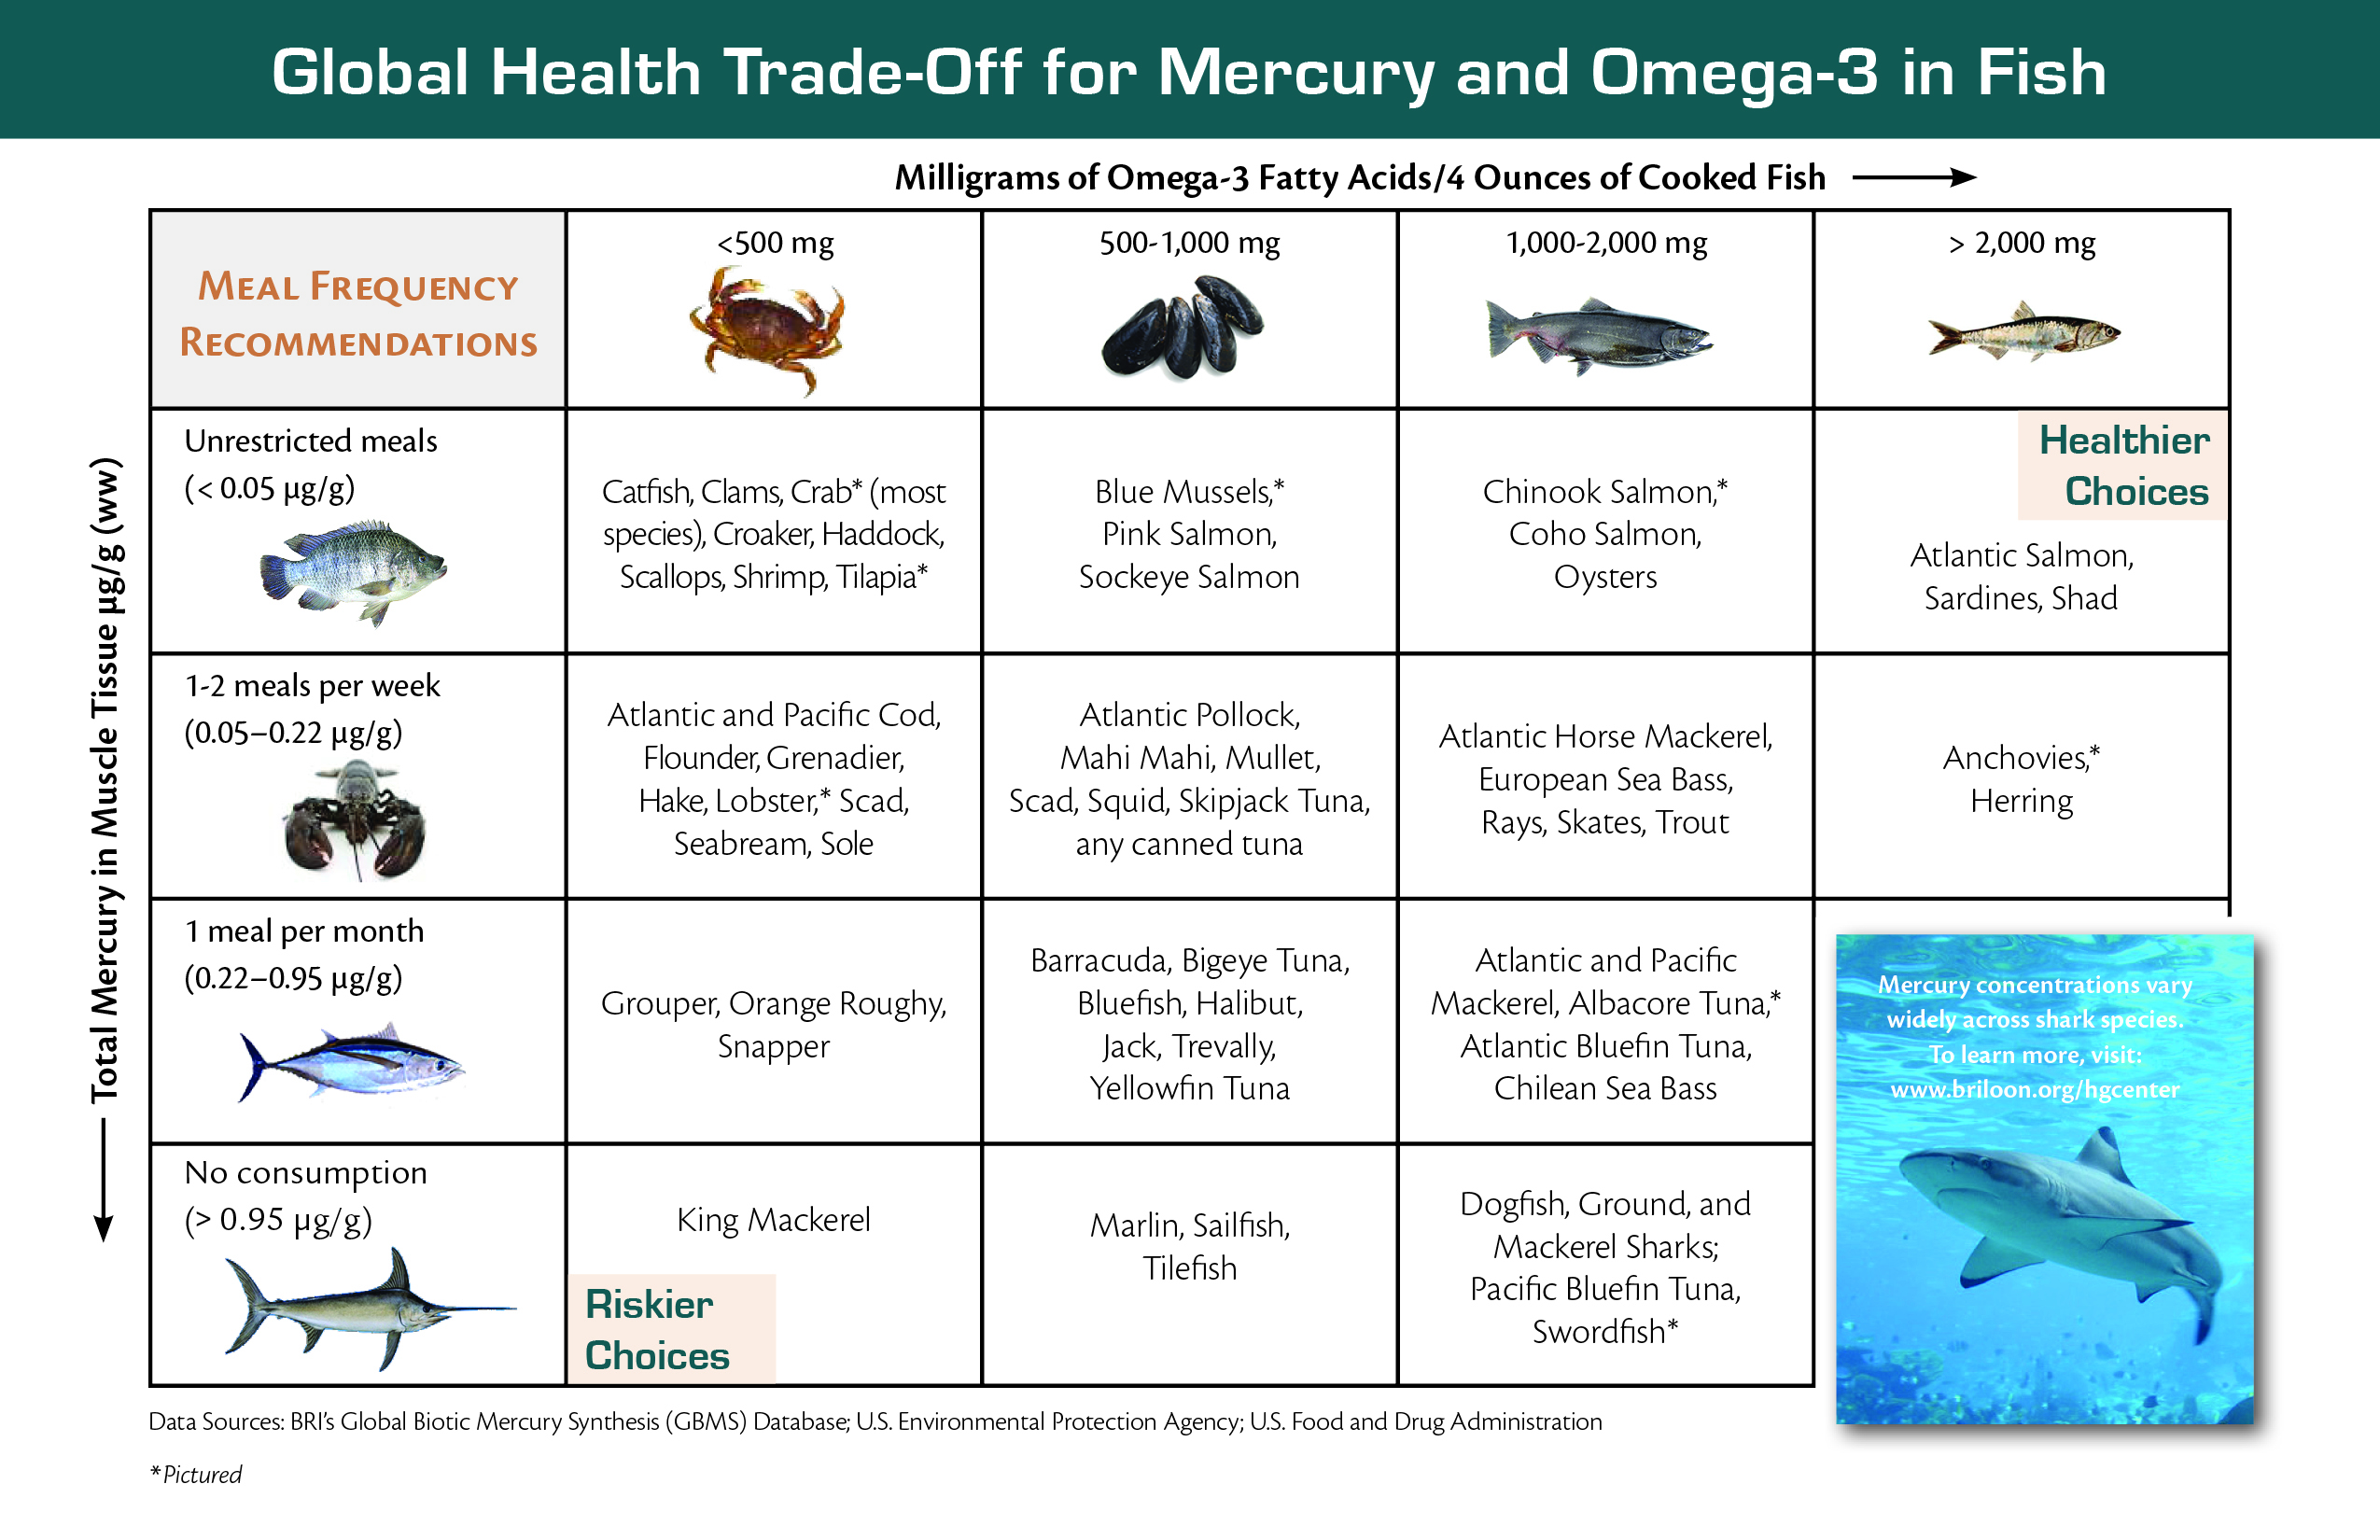 Global Health Trade-Off for Mercury and Omega-3 in Fish
Milligrams of Omega-3 Fatty Acids/4 Ounces of Cooked Fish
Total Mercury in Muscle Tissue µg/g (ww)
MEAL FREQUENCY
RECOMMENDATIONS
<500 mg
500-1,000 mg
1,000-2,000 mg
> 2,000 mg
Unrestricted meals
(< 0.05 µg/g)
Catfish, Clams, Crab* (most
species), Croaker, Haddock,
Scallops, Shrimp, Tilapia*
Blue Mussels,*
Pink Salmon,
Sockeye Salmon
Chinook Salmon,*
Coho Salmon,
Oysters
Healthier
Choices
Atlantic Salmon,
Sardines, Shad
1-2 meals per week
(0.05–0.22 µg/g)
Atlantic and Pacific Cod,
Flounder, Grenadier,
Hake, Lobster,* Scad,
Seabream, Sole
Atlantic Pollock,
Mahi Mahi, Mullet,
Scad, Squid, Skipjack Tuna,
any canned tuna
Atlantic Horse Mackerel,
European Sea Bass,
Rays, Skates, Trout
Anchovies,*
Herring
1 meal per month
(0.22–0.95 µg/g)
Grouper, Orange Roughy,
Snapper
Barracuda, Bigeye Tuna,
Bluefish, Halibut,
Jack, Trevally,
Yellowfin Tuna
Atlantic and Pacific
Mackerel, Albacore Tuna,*
Atlantic Bluefin Tuna,
Chilean Sea Bass
Mercury concentrations vary
widely across shark species.
To learn more, visit:
www.briloon.org/hgcenter
No consumption
(> 0.95 µg/g)
King Mackerel
Riskier
Choices
Marlin, Sailfish,
Tilefish
Dogfish, Ground, and
Mackerel Sharks;
Pacific Bluefin Tuna,
Swordfish*
Data Sources: BRI's Global Biotic Mercury Synthesis (GBMS) Database; U.S. Environmental Protection Agency; U.S. Food and Drug Administration
*Pictured